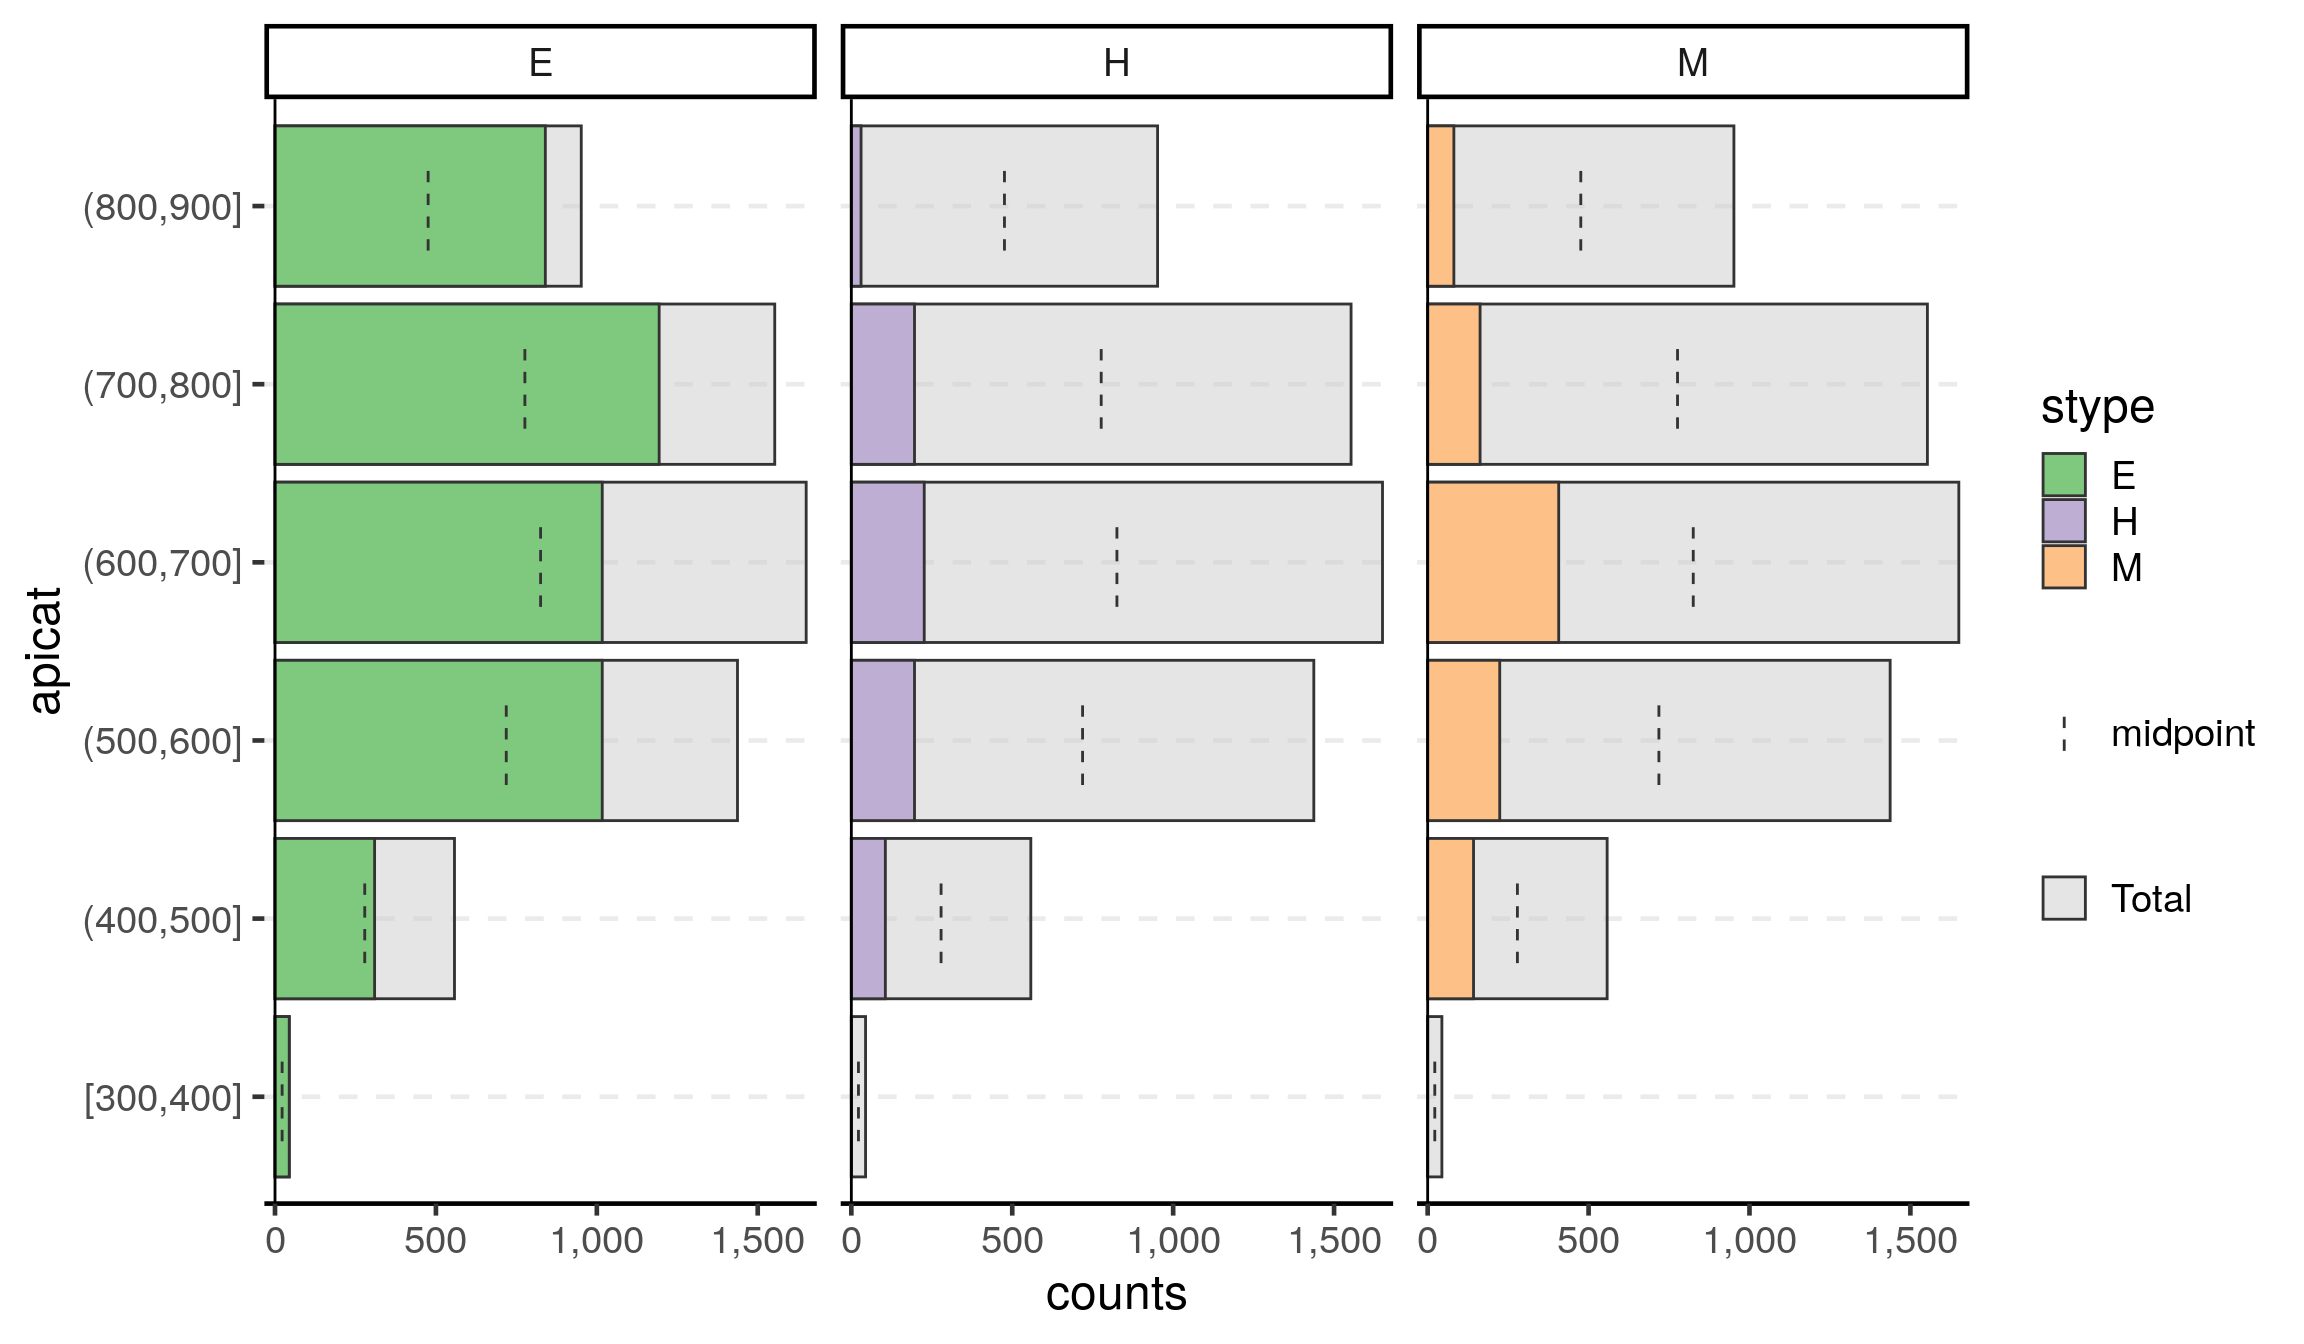 E
H
M
(800,900]
(700,800]
(600,700]
(500,600]
(400,500]
[300,400]
apicat
0 500 1,000 1,500
0 500 1,000 1,500
0 500 1,000 1,500
counts
stype
E
H
M
midpoint
Total